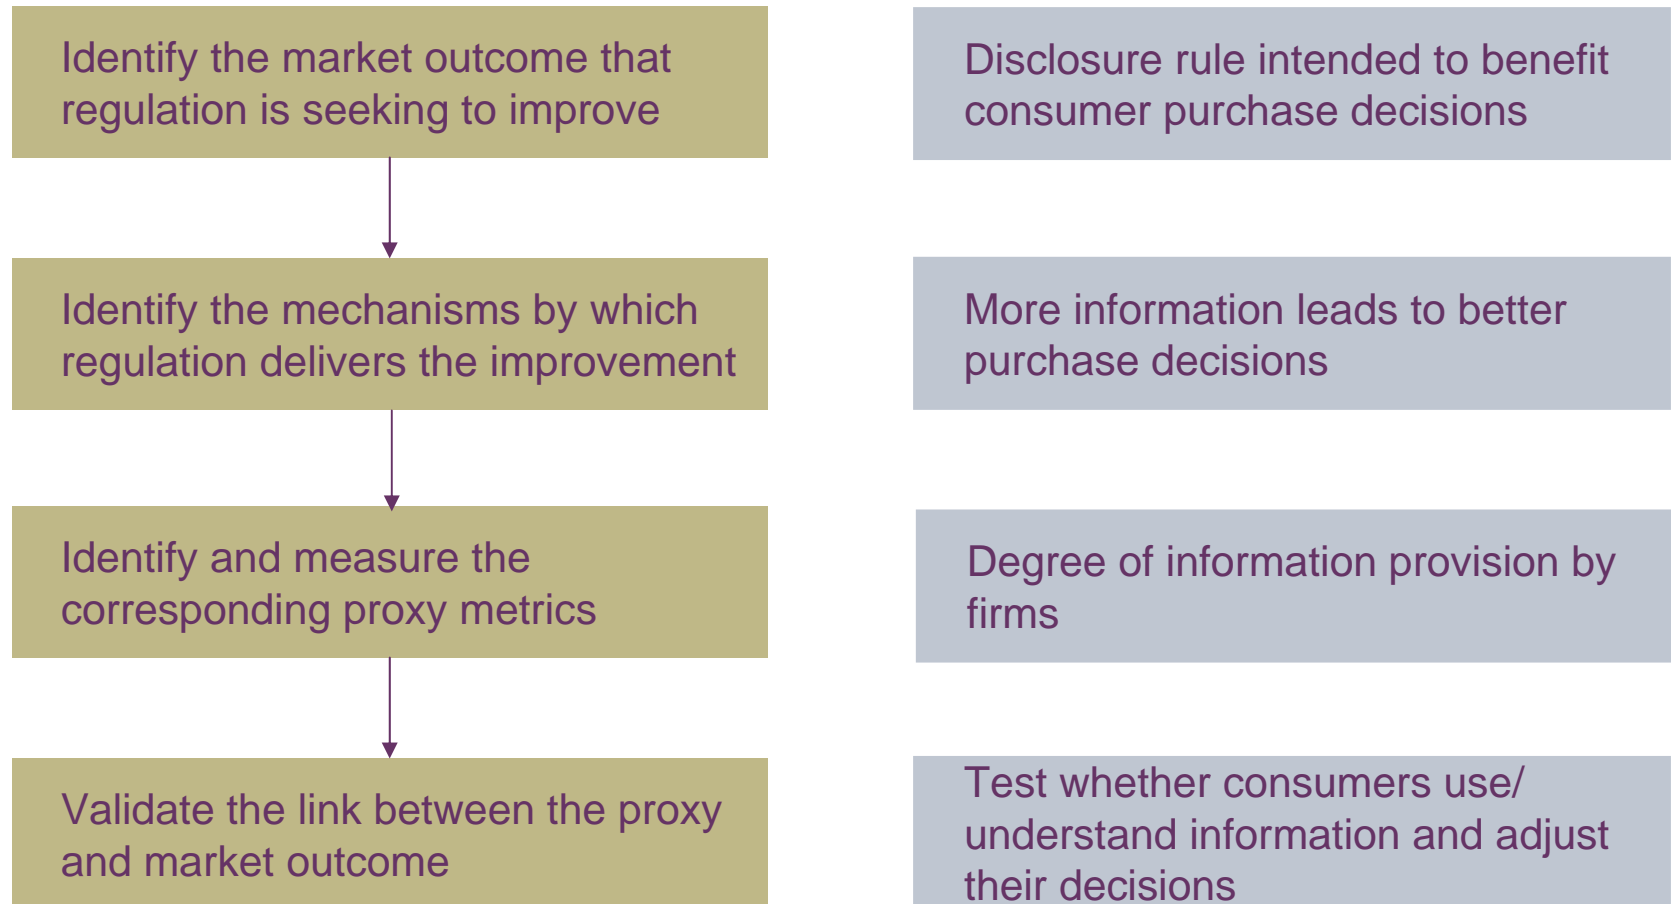 Identify the market outcome that
regulation is seeking to improve
Disclosure rule intended to benefit
consumer purchase decisions
Identify the mechanisms by which
regulation delivers the improvement
More information leads to better
purchase decisions
Identify and measure the
corresponding proxy metrics
Degree of information provision by
firms
Validate the link between the proxy
and market outcome
Test whether consumers use/
understand information and adjust
their decisions